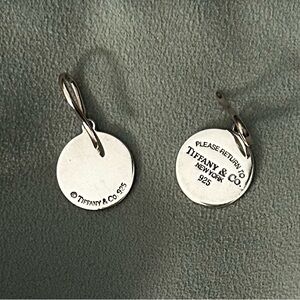 © TIFFANY & CO 925
PLEASE RETURN TO
TIFFANY & CO.
NEW YORK
925